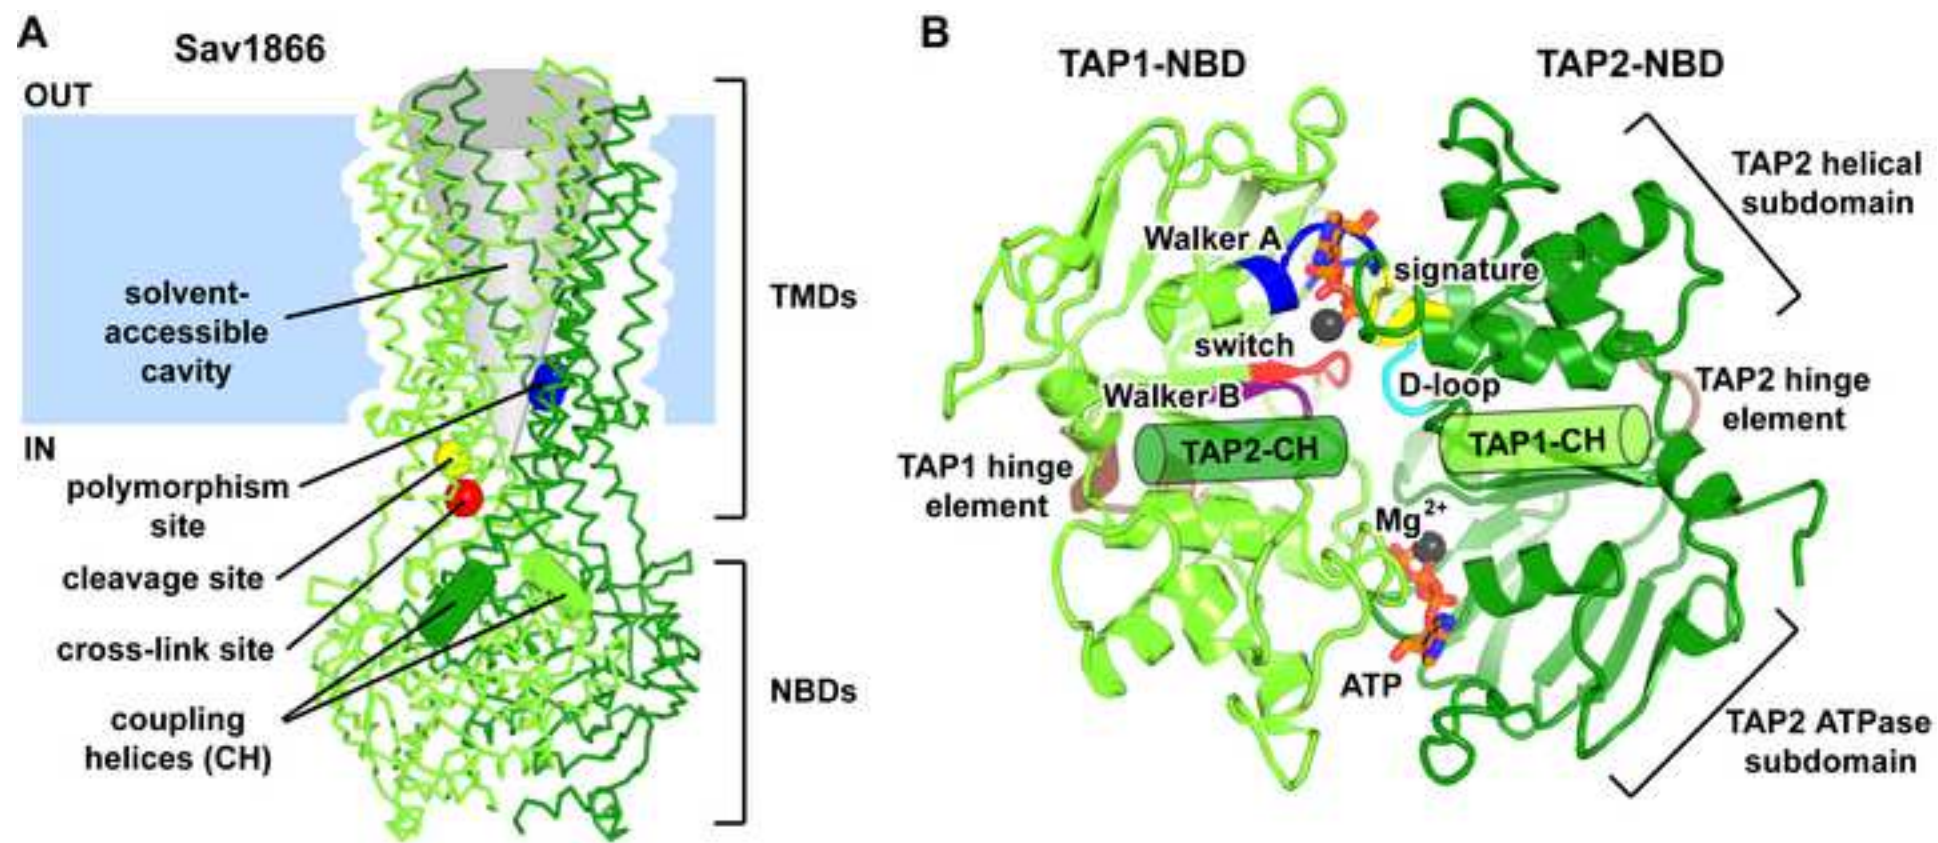 A
Sav1866
OUT
solvent-
accessible
cavity
IN
polymorphism
site
cleavage site
cross-link site
coupling
helices (CH)
TMDs
NBDs
B
TAP1-NBD
TAP2-NBD
TAP2 helical
subdomain
Walker A
signature
switch
Walker B
D-loop
TAP2 hinge
element
TAP2-CH
TAP1-CH
TAP1 hinge
element
Mg²⁺
ATP
TAP2 ATPase
subdomain